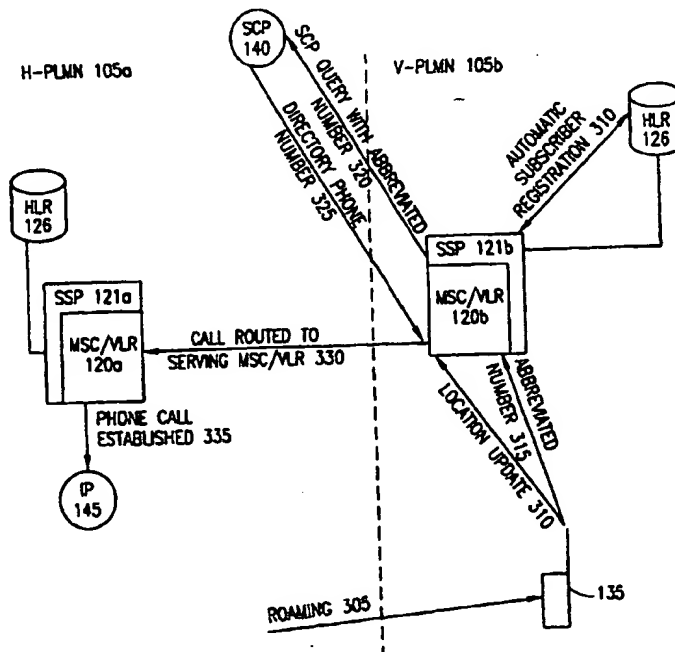 SCP
140
H-PLMN 105a
V-PLMN 105b
SCP QUERY WITH ABBREVIATED
NUMBER 320
DIRECTORY PHONE
NUMBER 325
AUTOMATIC
SUBSCRIBER
REGISTRATION 310
HLR
126
HLR
126
SSP 121a
MSC/VLR
120a
SSP 121b
MSC/VLR
120b
CALL ROUTED TO
SERVING MSC/VLR 330
PHONE CALL
ESTABLISHED 335
IP
145
ABBREVIATED
NUMBER 315
LOCATION UPDATE 310
ROAMING 305
135